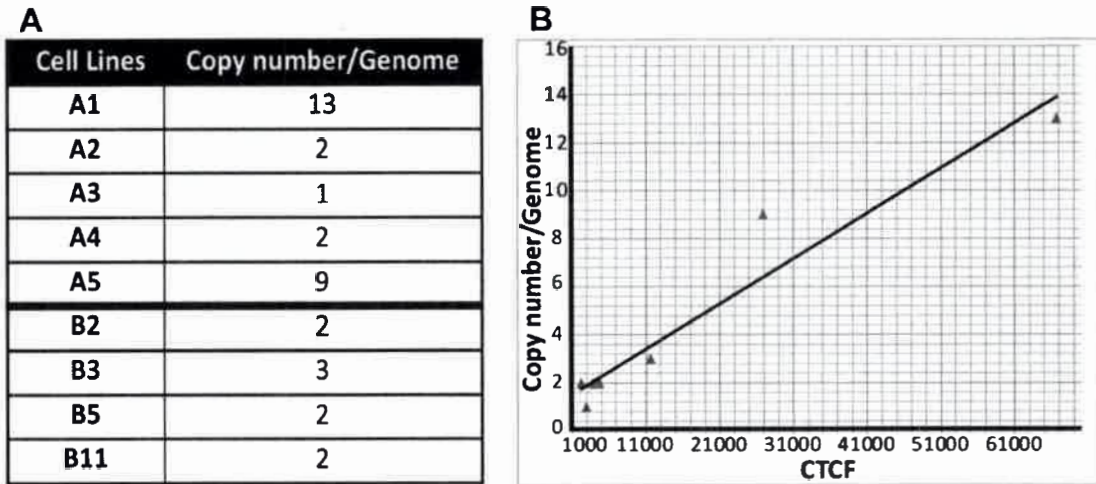 A
Cell Lines Copy number/Genome
A1 13
A2 2
A3 1
A4 2
A5 9
B2 2
B3 3
B5 2
B11 2
B
Copy number/Genome
16
14
12
10
8
6
4
2
0
1000 11000 21000 31000 41000 51000 61000
CTCF